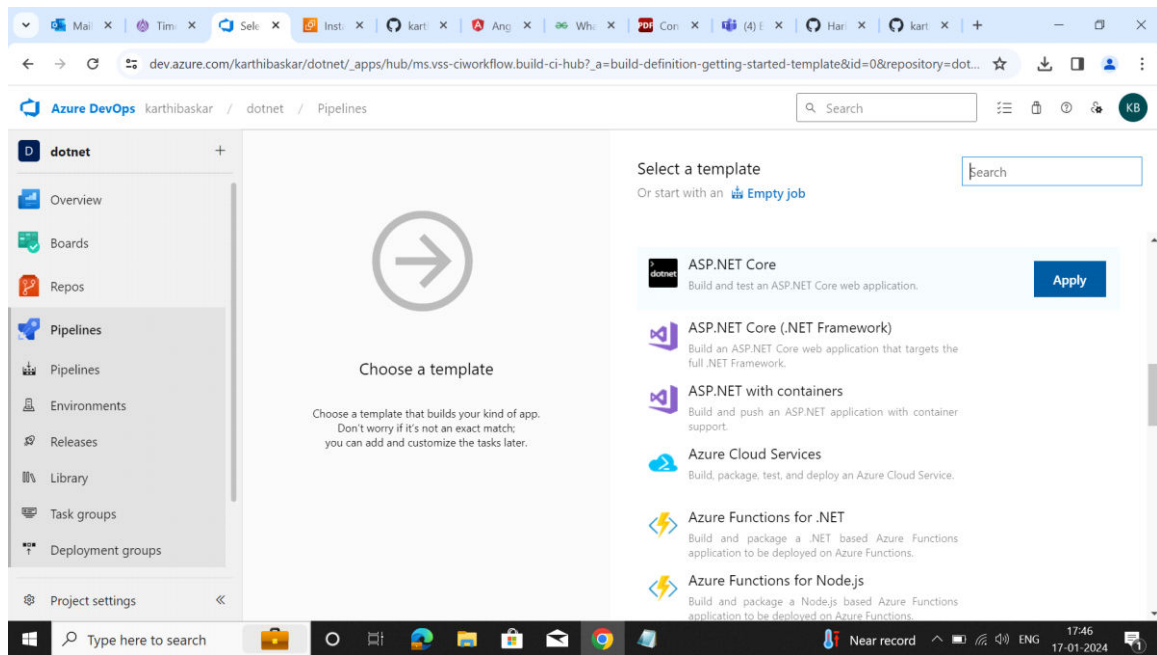 Mail
Time
Sele
Insta
karti
Ang
Wha
PDF Con
(4) E
Hari
kart
dev.azure.com/karthibaskar/dotnet/_apps/hub/ms.vss-ciworkflow.build-ci-hub?_a=build-definition-getting-started-template&id=0&repository=dot...
Azure DevOps karthibaskar / dotnet / Pipelines
Search
KB
D dotnet
Overview
Boards
Repos
Pipelines
Pipelines
Environments
Releases
Library
Task groups
Deployment groups
Project settings
Choose a template
Choose a template that builds your kind of app.
Don't worry if it's not an exact match;
you can add and customize the tasks later.
Select a template
Search
Or start with an Empty job
dotnet
ASP.NET Core
Build and test an ASP.NET Core web application.
Apply
ASP.NET Core (.NET Framework)
Build an ASP.NET Core web application that targets the
full .NET Framework.
ASP.NET with containers
Build and push an ASP.NET application with container
support.
Azure Cloud Services
Build, package, test, and deploy an Azure Cloud Service.
Azure Functions for .NET
Build and package a .NET based Azure Functions
application to be deployed on Azure Functions.
Azure Functions for Node.js
Build and package a Node.js based Azure Functions
application to be deployed on Azure Functions.
Type here to search
Near record
ENG
17:46
17-01-2024
1